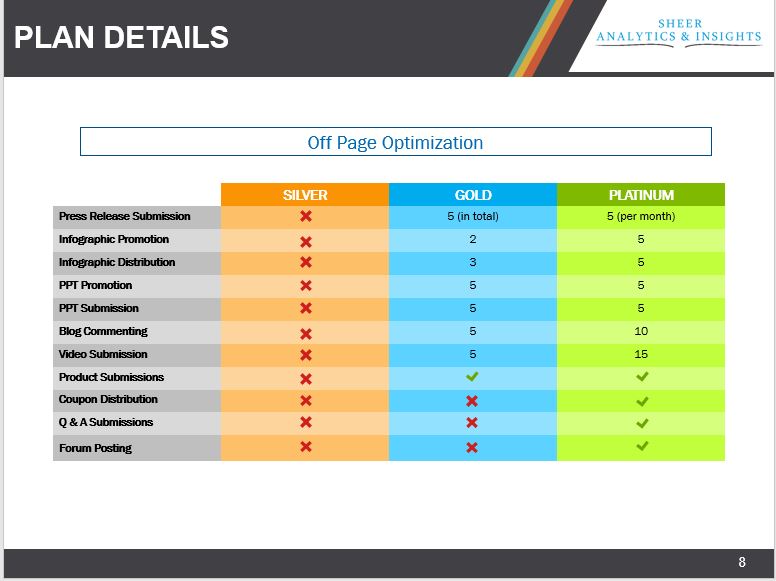 PLAN DETAILS
SHEER
ANALYTICS & INSIGHTS
Off Page Optimization
SILVER GOLD PLATINUM
Press Release Submission 5 (in total) 5 (per month)
Infographic Promotion 2 5
Infographic Distribution 3 5
PPT Promotion 5 5
PPT Submission 5 5
Blog Commenting 5 10
Video Submission 5 15
Product Submissions
Coupon Distribution
Q & A Submissions
Forum Posting
8